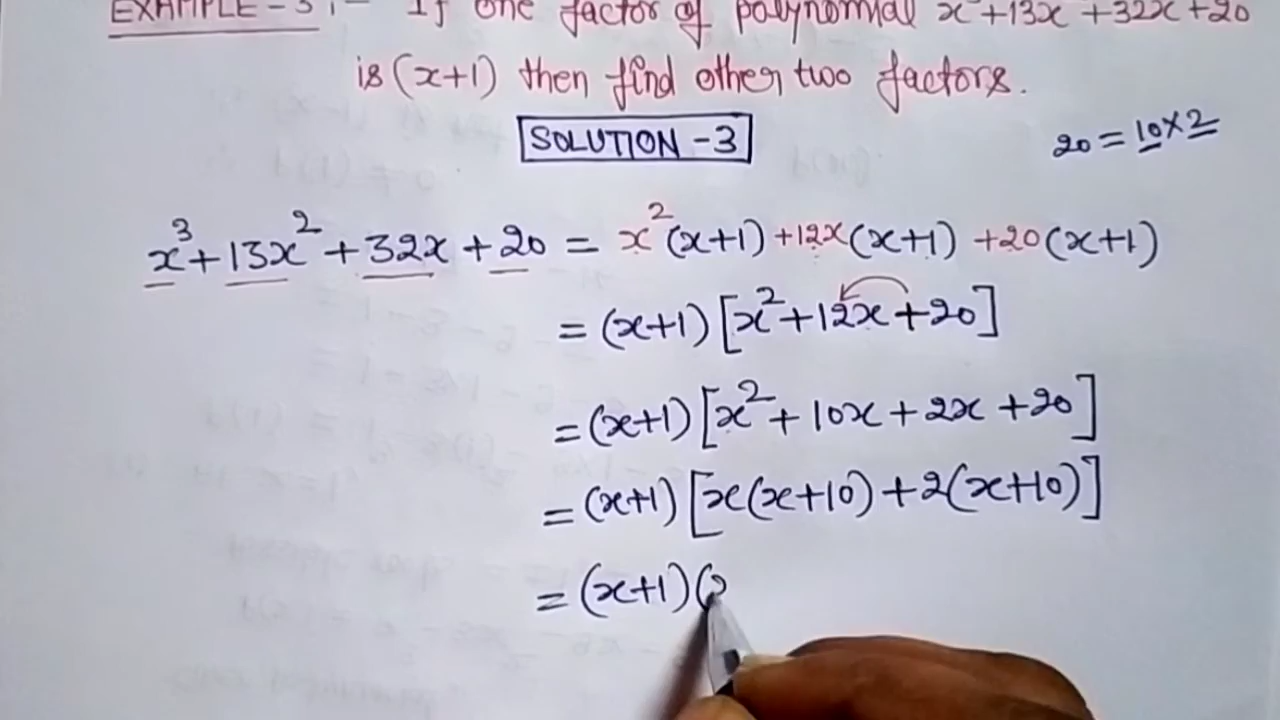 EXAMPLE-3:- If one factor of polynomial x³+13x²+32x+20
is (x+1) then find other two factors.
SOLUTION-3
20 = 10×2
x³+13x²+32x+20 = x²(x+1)+12x(x+1)+20(x+1)
= (x+1)[x²+12x+20]
= (x+1)[x²+10x+2x+20]
= (x+1)[x(x+10)+2(x+10)]
= (x+1)(